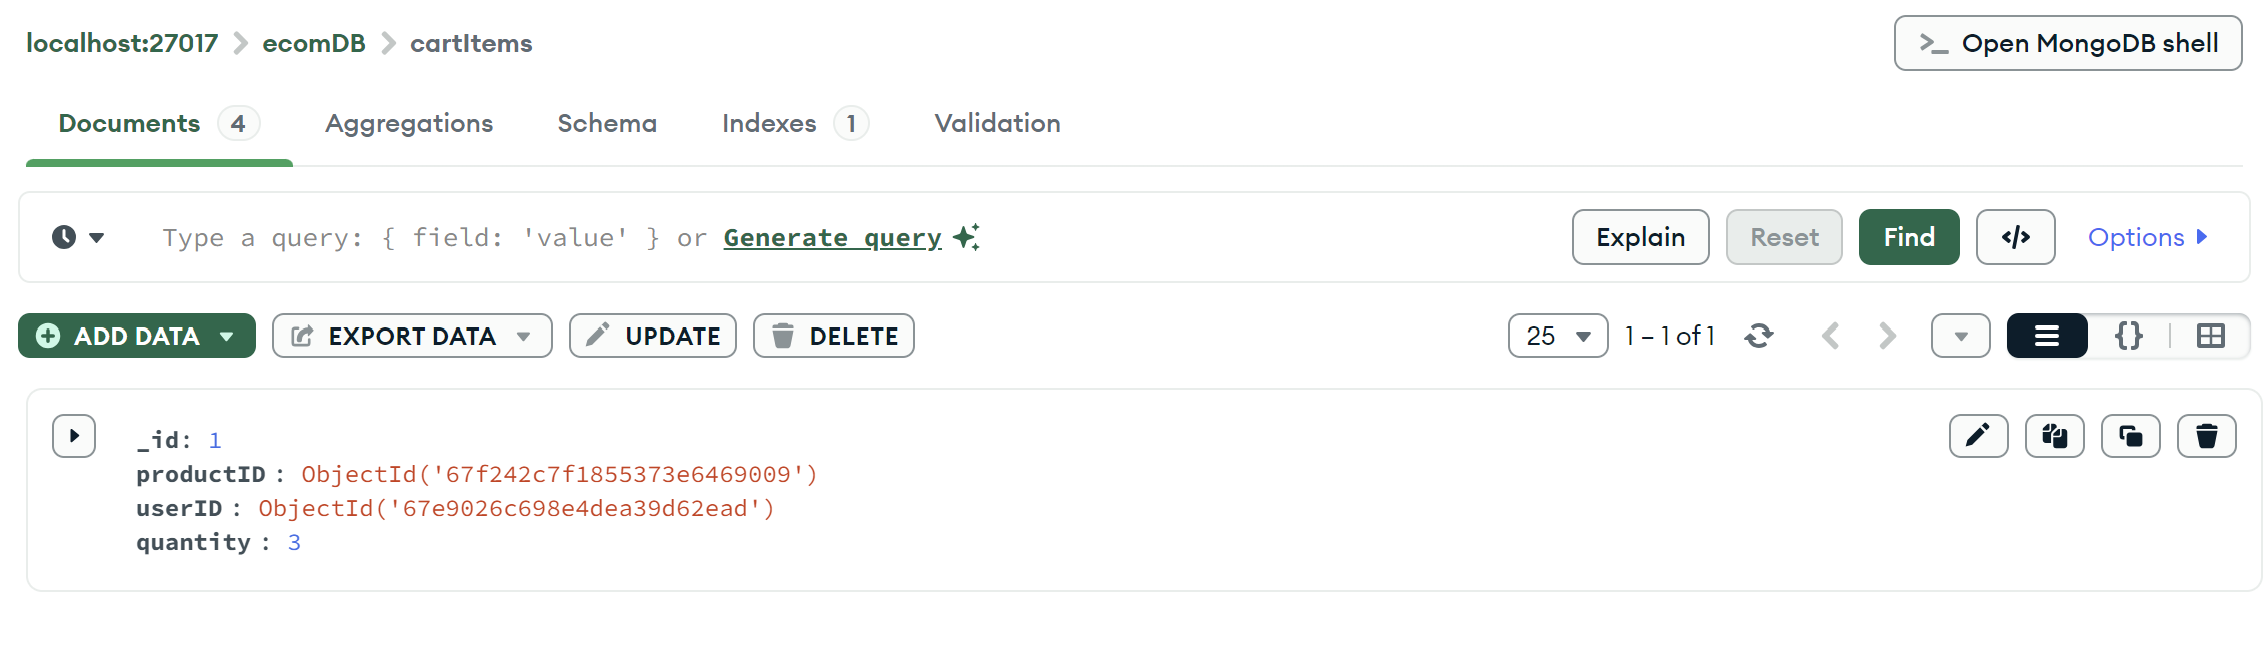 localhost:27017 > ecomDB > cartItems
>_ Open MongoDB shell
Documents 4 Aggregations Schema Indexes 1 Validation
Type a query: { field: 'value' } or Generate query
Explain Reset Find </> Options
ADD DATA EXPORT DATA UPDATE DELETE
25 1 – 1 of 1 {}
_id: 1
productID : ObjectId('67f242c7f1855373e6469009')
userID : ObjectId('67e9026c698e4dea39d62ead')
quantity : 3